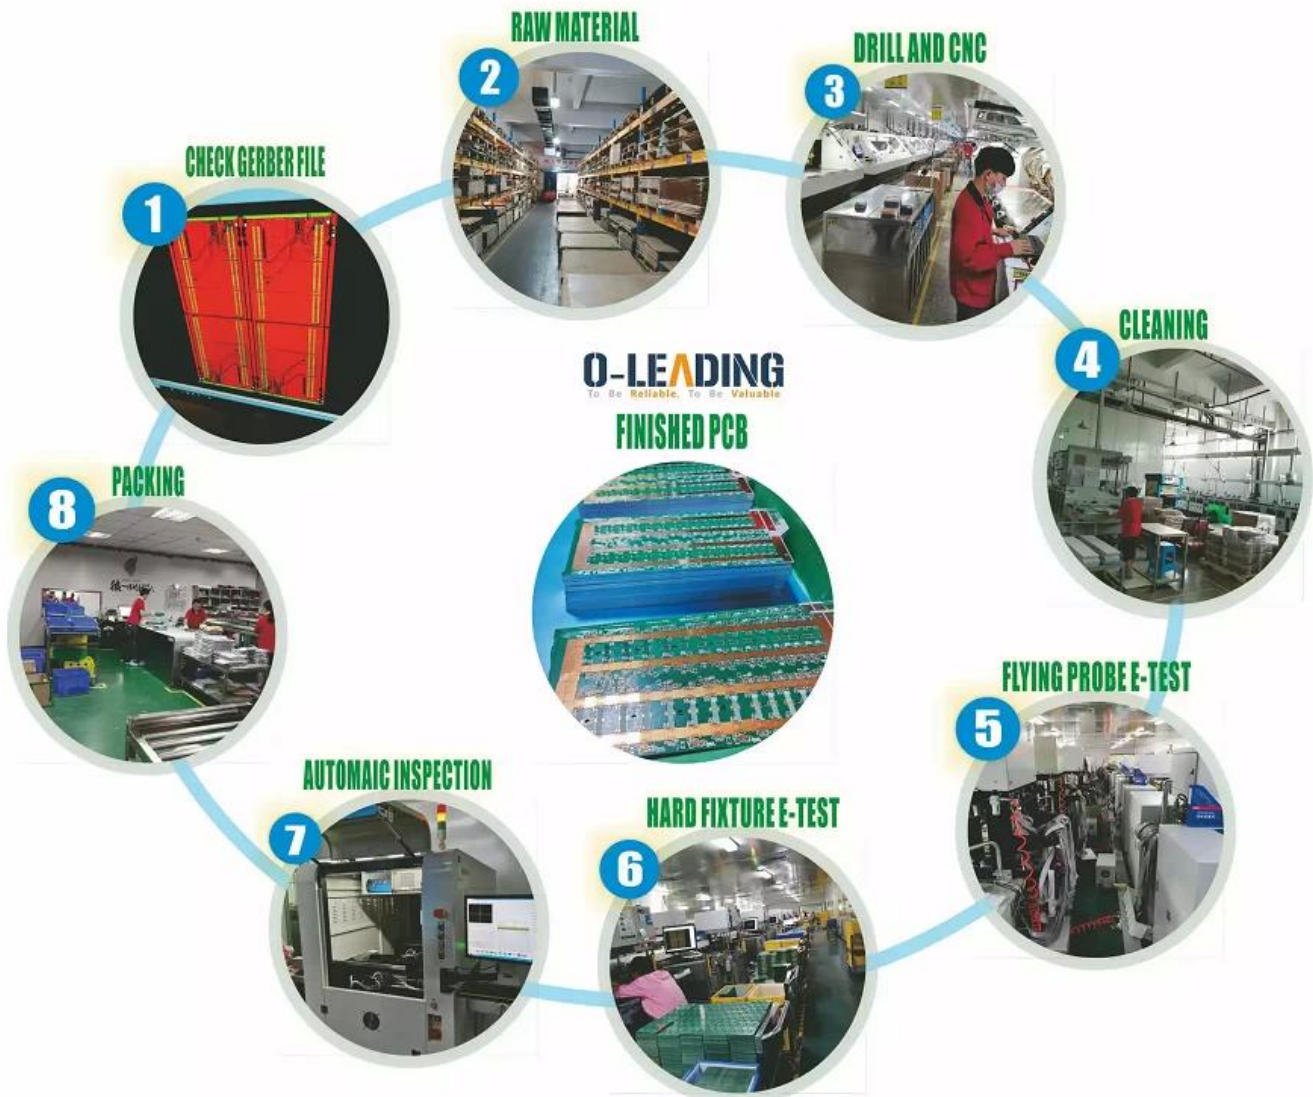 RAW MATERIAL
2
DRILL AND CNC
3
CHECK GERBER FILE
1
CLEANING
4
O-LEADING
To Be Reliable, To Be Valuable
FINISHED PCB
PACKING
8
FLYING PROBE E-TEST
5
AUTOMAIC INSPECTION
7
HARD FIXTURE E-TEST
6